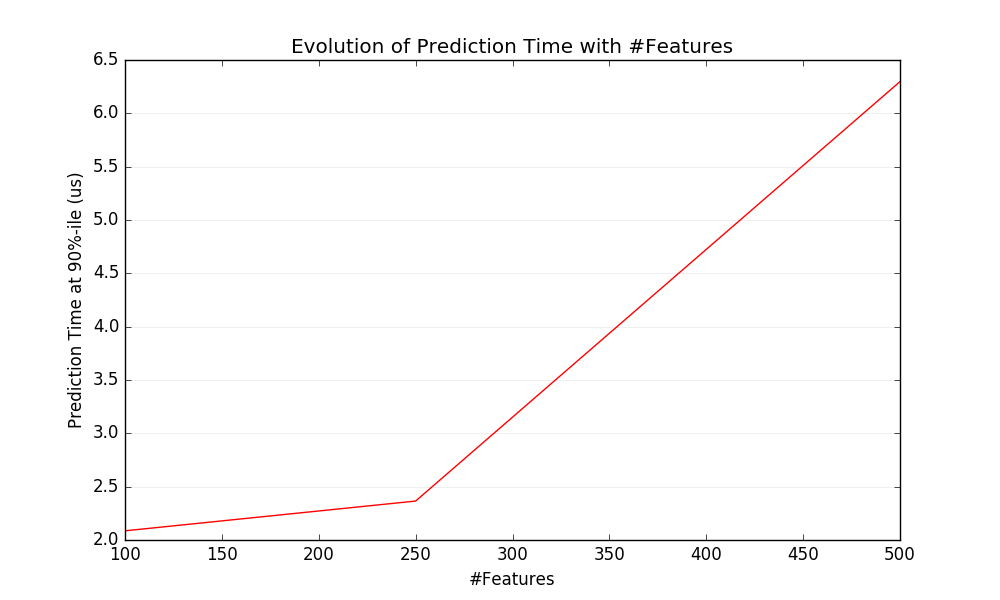 Evolution of Prediction Time with #Features
6.5
6.0
5.5
5.0
4.5
4.0
3.5
3.0
2.5
2.0
Prediction Time at 90%-ile (us)
100 150 200 250 300 350 400 450 500
#Features